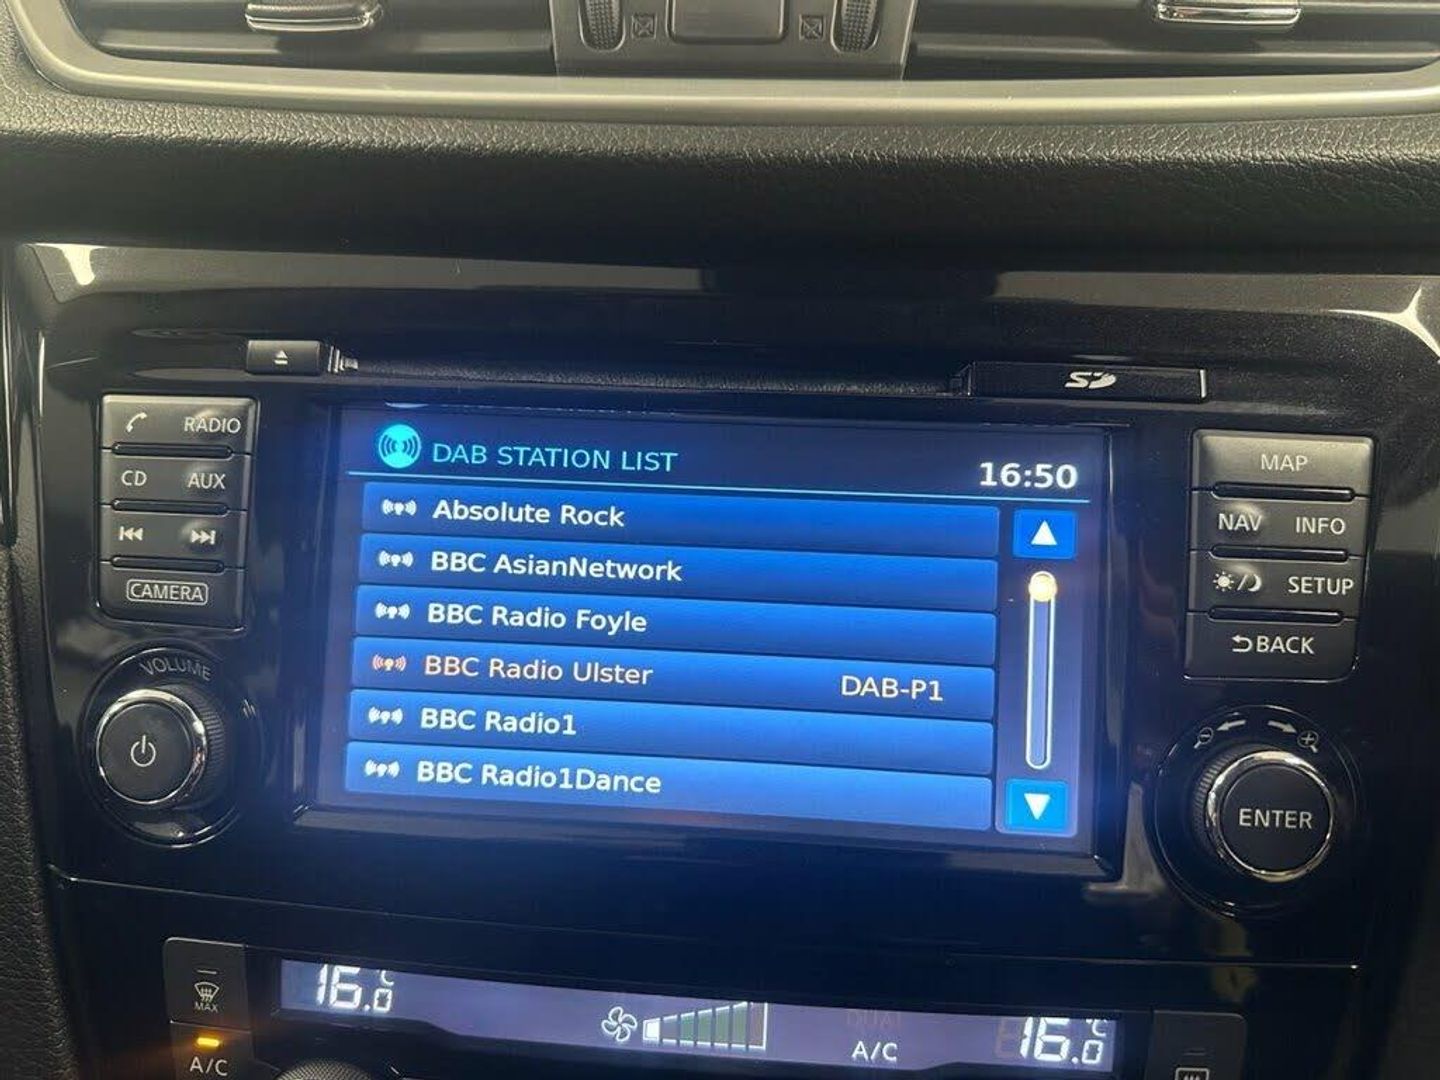 SD
RADIO
CD AUX
CAMERA
VOLUME
DAB STATION LIST
16:50
Absolute Rock
BBC AsianNetwork
BBC Radio Foyle
BBC Radio Ulster DAB-P1
BBC Radio1
BBC Radio1Dance
MAP
NAV INFO
SETUP
BACK
ENTER
MAX
A/C
16.0°C
DUAL
A/C
16.0°C